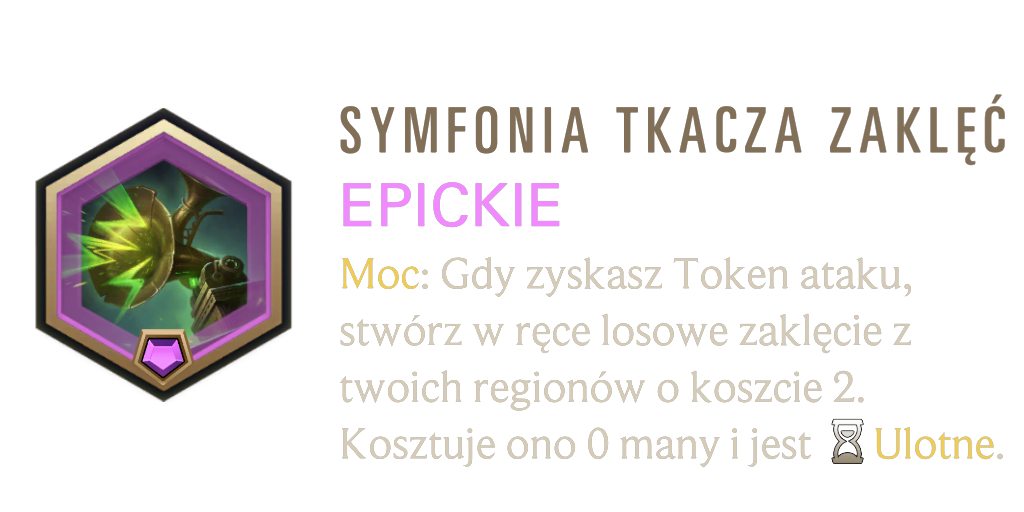 SYMFONIA TKACZA ZAKLĘĆ
EPICKIE
Moc: Gdy zyskasz Token ataku,
stwórz w ręce losowe zaklęcie z
twoich regionów o koszcie 2.
Kosztuje ono 0 many i jest Ulotne.